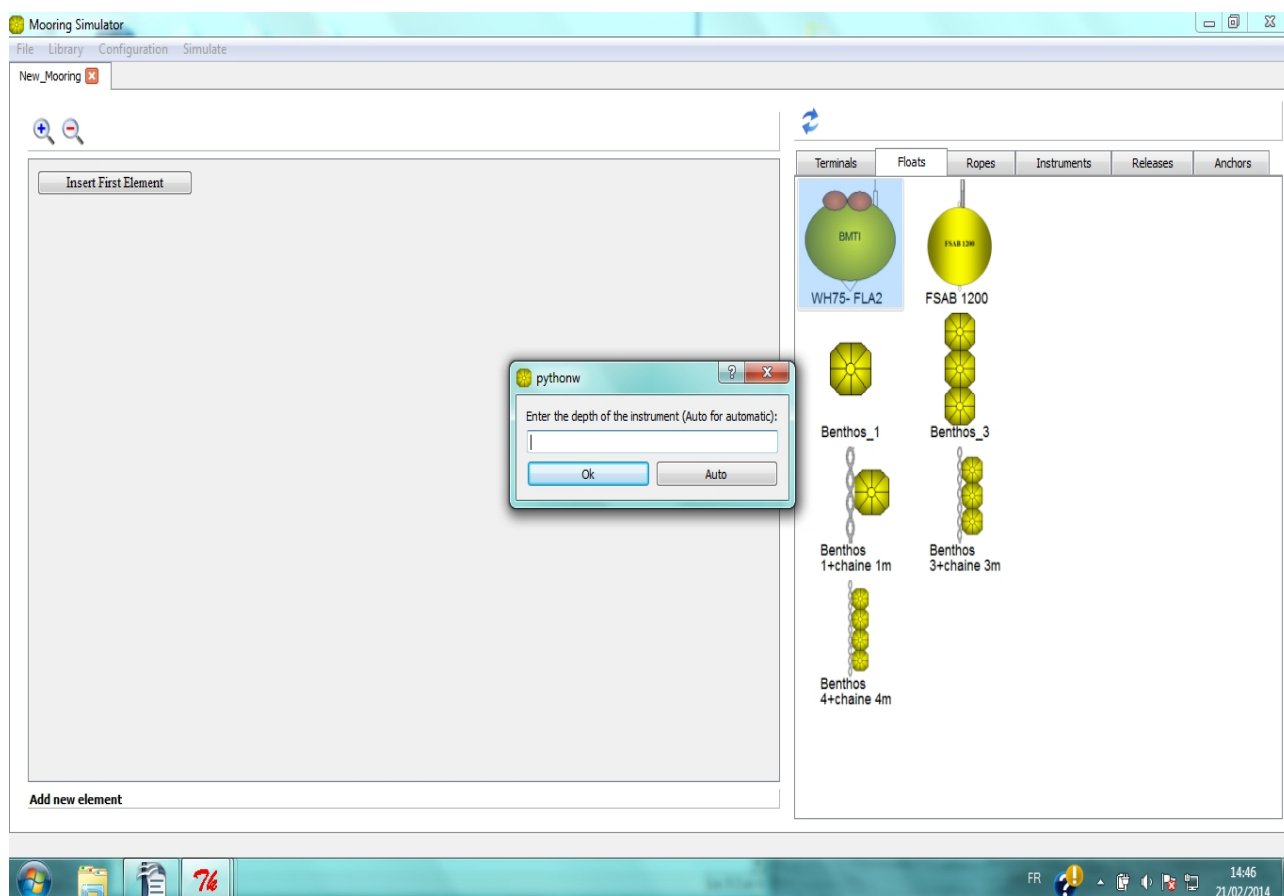 Mooring Simulator
File Library Configuration Simulate
New_Mooring
Insert First Element
Terminals Floats Ropes Instruments Releases Anchors
BMTI
FSAB 1200
WH75- FLA2 FSAB 1200
pythonw
Enter the depth of the instrument (Auto for automatic):
Ok Auto
Benthos_1 Benthos_3
Benthos Benthos
1+chaine 1m 3+chaine 3m
Benthos
4+chaine 4m
Add new element
FR 14:46
21/02/2014